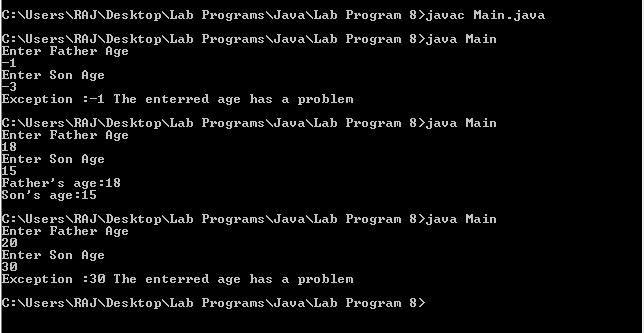 C:\Users\RAJ\Desktop\Lab Programs\Java\Lab Program 8>javac Main.java
C:\Users\RAJ\Desktop\Lab Programs\Java\Lab Program 8>java Main
Enter Father Age
-1
Enter Son Age
-3
Exception :-1 The enterred age has a problem
C:\Users\RAJ\Desktop\Lab Programs\Java\Lab Program 8>java Main
Enter Father Age
18
Enter Son Age
15
Father's age:18
Son's age:15
C:\Users\RAJ\Desktop\Lab Programs\Java\Lab Program 8>java Main
Enter Father Age
20
Enter Son Age
30
Exception :30 The enterred age has a problem
C:\Users\RAJ\Desktop\Lab Programs\Java\Lab Program 8>